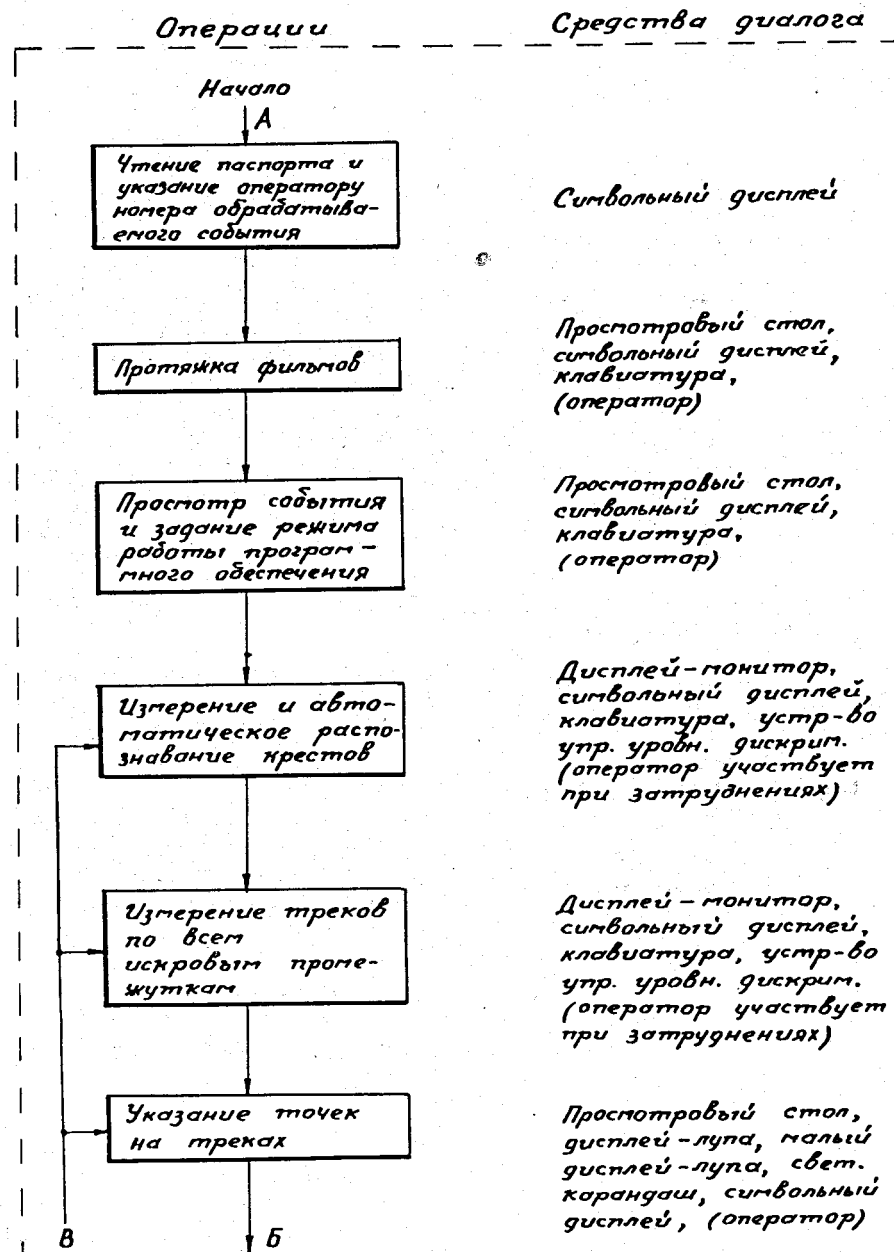 Операции
Средства диалога
Начало
А
Чтение паспорта и
указание оператору
номера обрабатыва-
емого события
Символьный дисплей
Протяжка фильмов
Просмотровый стол,
символьный дисплей,
клавиатура,
(оператор)
Просмотр события
и задание режима
работы програм-
много обеспечения
Просмотровый стол,
символьный дисплей,
клавиатура,
(оператор)
Измерение и авто-
матическое распо-
знавание крестов
Дисплей-монитор,
символьный дисплей,
клавиатура, устр-во
упр. уровн. дискрим.
(оператор участвует
при затруднениях)
Измерение треков
по всем
искровым проме-
жуткам
Дисплей-монитор,
символьный дисплей,
клавиатура, устр-во
упр. уровн. дискрим.
(оператор участвует
при затруднениях)
Указание точек
на треках
Просмотровый стол,
дисплей-лупа, малый
дисплей-лупа, свет.
карандаш, символьный
дисплей, (оператор)
В
Б